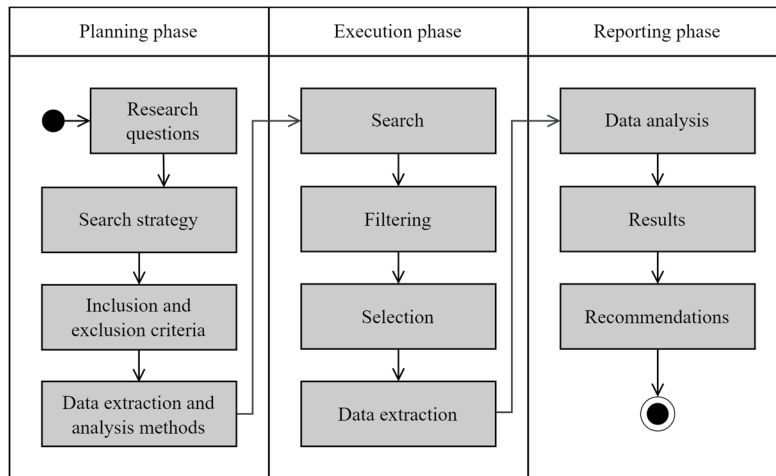 Planning phase
Execution phase
Reporting phase
Research
questions
Search strategy
Inclusion and
exclusion criteria
Data extraction and
analysis methods
Search
Filtering
Selection
Data extraction
Data analysis
Results
Recommendations